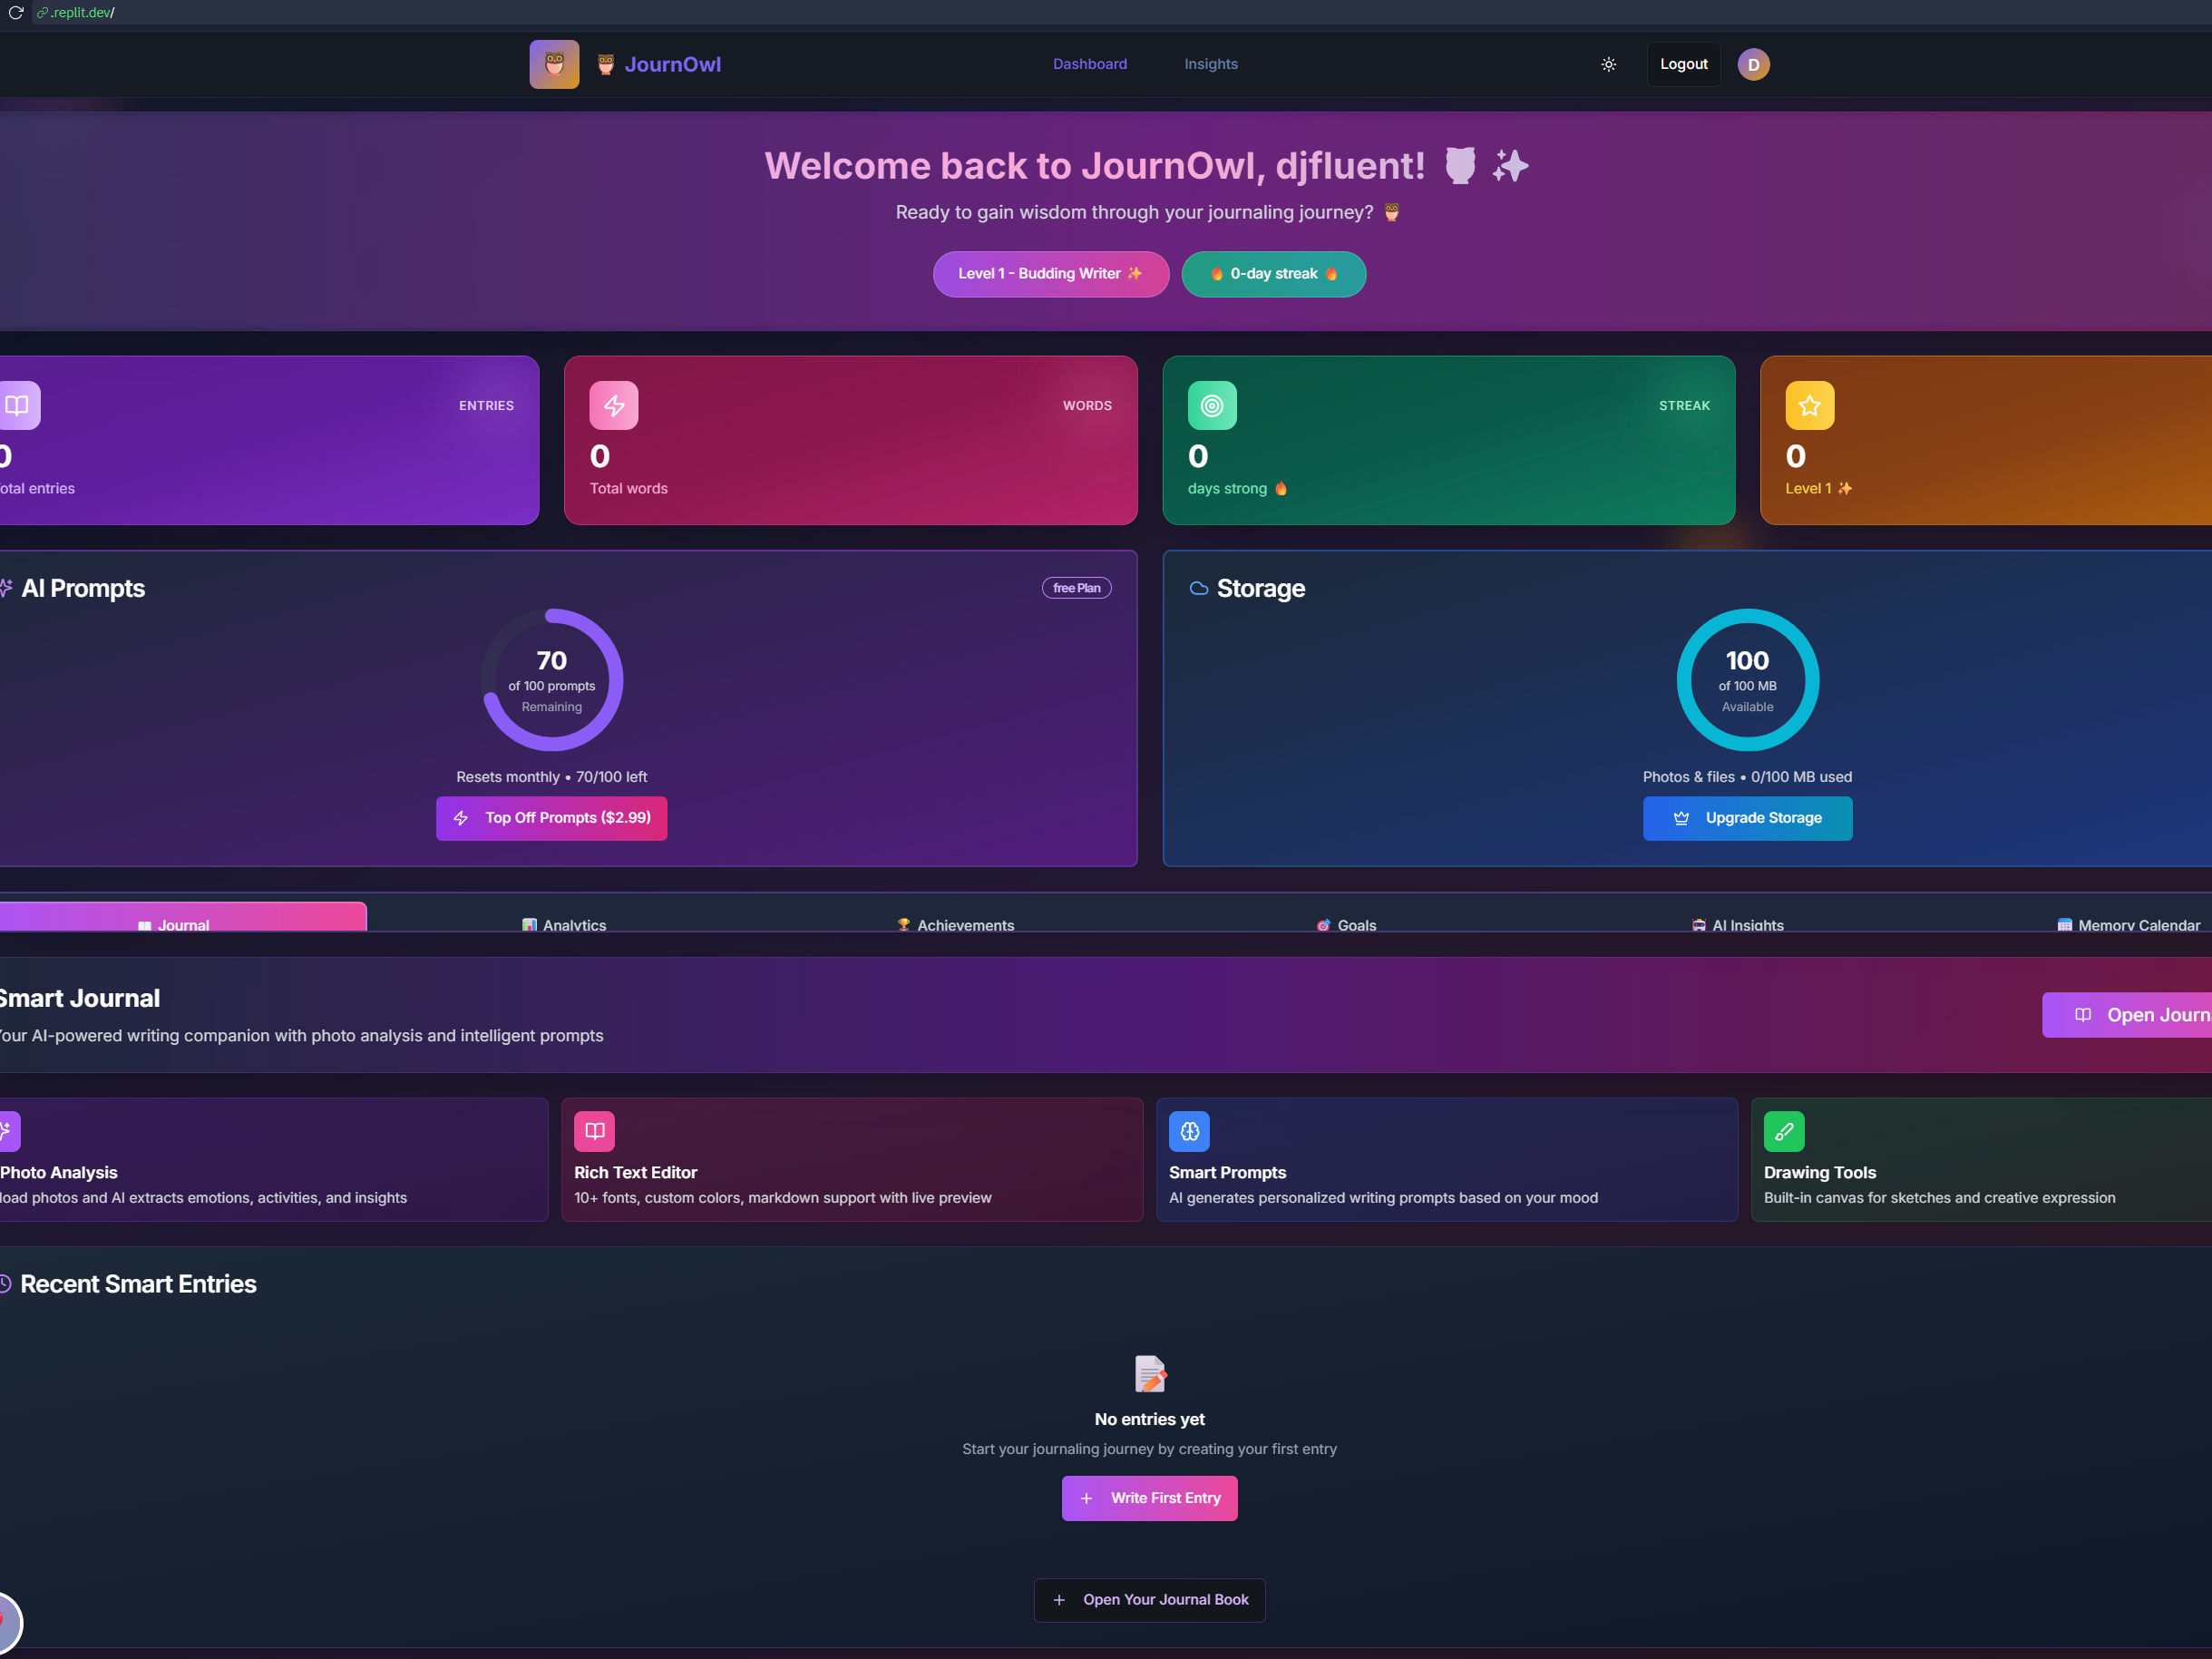 .replit.dev/
JournOwl
Dashboard
Insights
Logout
D
Welcome back to JournOwl, djfluent!
Ready to gain wisdom through your journaling journey?
Level 1 - Budding Writer
0-day streak
ENTRIES
0
otal entries
WORDS
0
Total words
STREAK
0
days strong
0
Level 1
AI Prompts
free Plan
70
of 100 prompts
Remaining
Resets monthly • 70/100 left
Top Off Prompts ($2.99)
Storage
100
of 100 MB
Available
Photos & files • 0/100 MB used
Upgrade Storage
Journal
Analytics
Achievements
Goals
AI Insights
Memory Calendar
Smart Journal
Your AI-powered writing companion with photo analysis and intelligent prompts
Open Journ
Photo Analysis
load photos and AI extracts emotions, activities, and insights
Rich Text Editor
10+ fonts, custom colors, markdown support with live preview
Smart Prompts
AI generates personalized writing prompts based on your mood
Drawing Tools
Built-in canvas for sketches and creative expression
Recent Smart Entries
No entries yet
Start your journaling journey by creating your first entry
Write First Entry
Open Your Journal Book